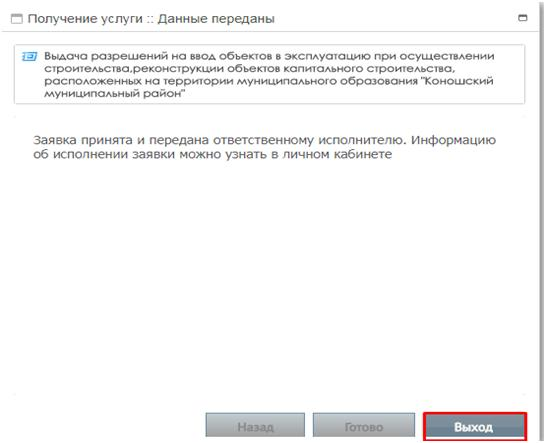 Получение услуги :: Данные переданы
Выдача разрешений на ввод объектов в эксплуатацию при осуществлении
строительства,реконструкции объектов капитального строительства,
расположенных на территории муниципального образования "Коношский
муниципальный район"
Заявка принята и передана ответственному исполнителю. Информацию
об исполнении заявки можно узнать в личном кабинете
Назад Готово Выход